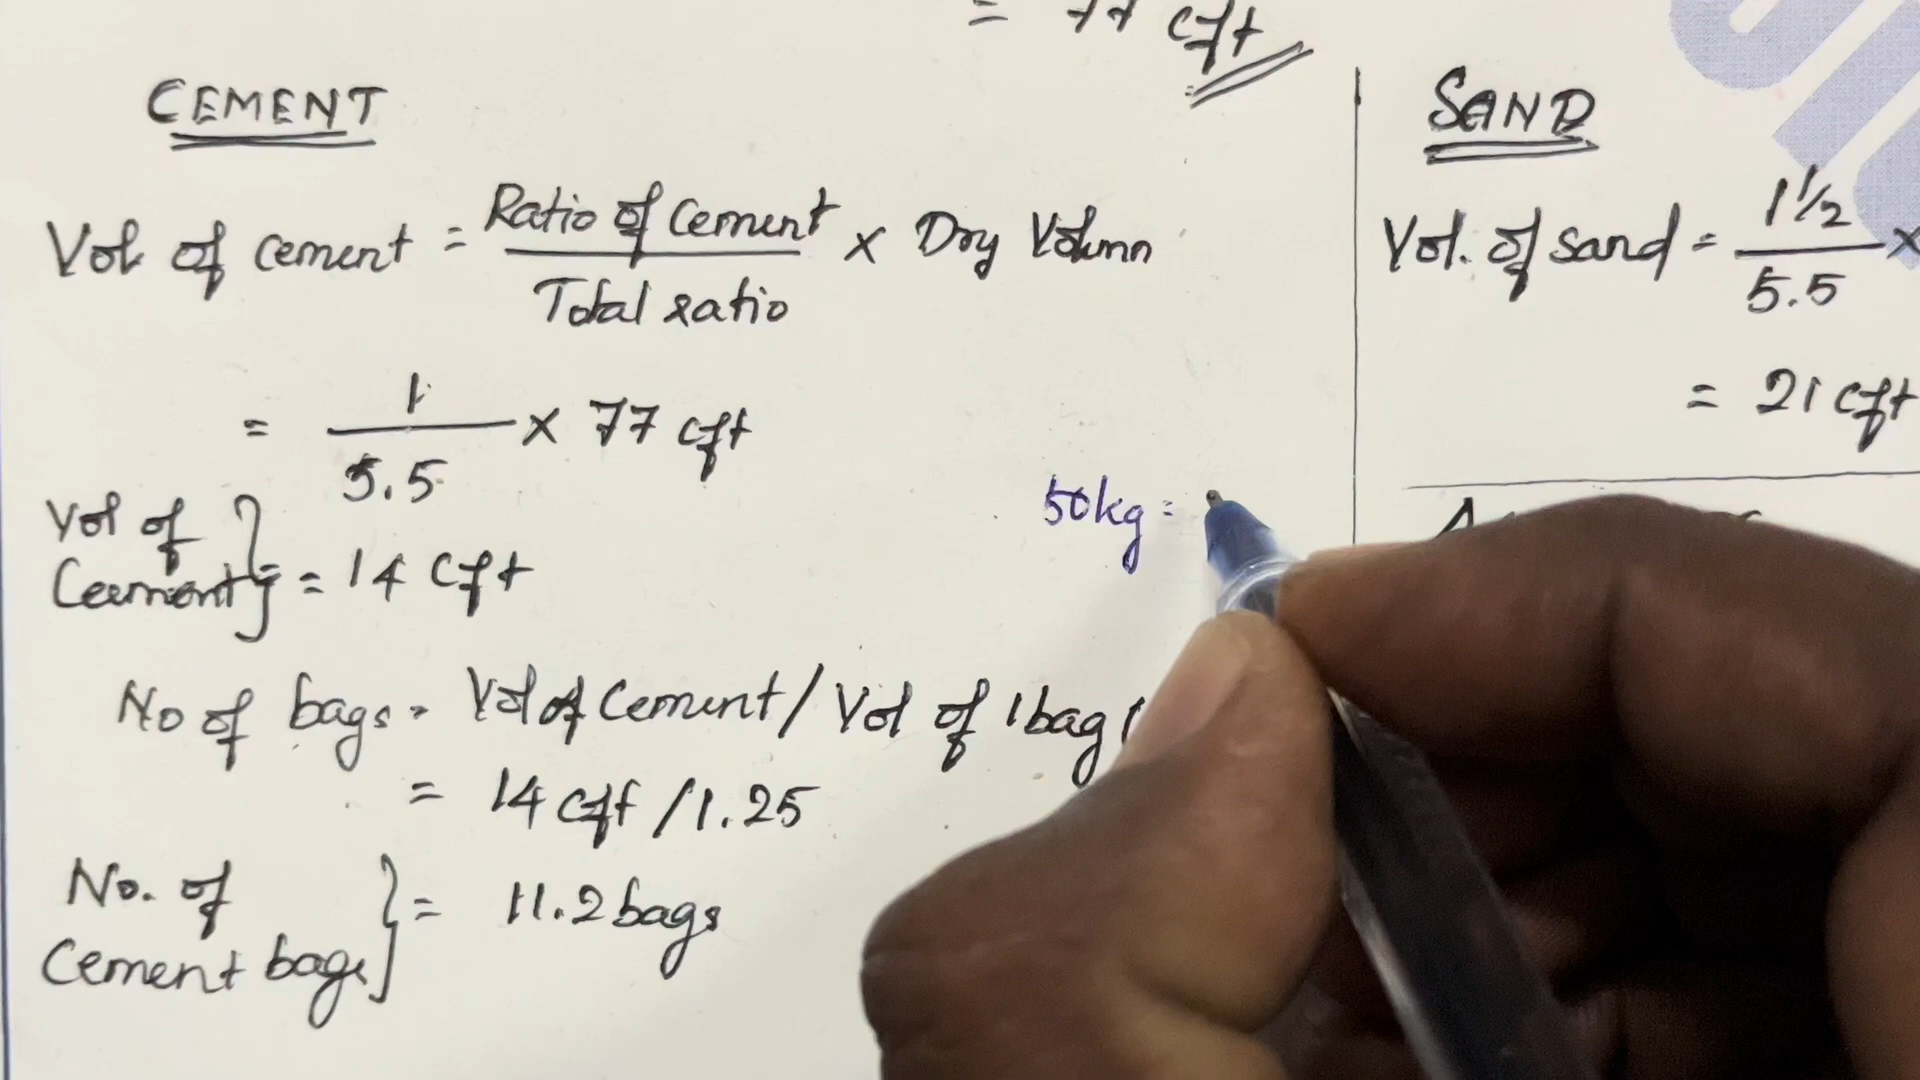 = 77 cft
CEMENT
Vol of cement = Ratio of Cement / Total ratio × Dry Volumn
= 1 / 5.5 × 77 cft
Vol of Cement } = 14 cft
No of bags = Vol of Cement / Vol of 1 bag (
= 14 cft / 1.25
No. of Cement bags } = 11.2 bags
50kg =
SAND
Vol. of sand = 1 1/2 / 5.5 ×
= 21 cft